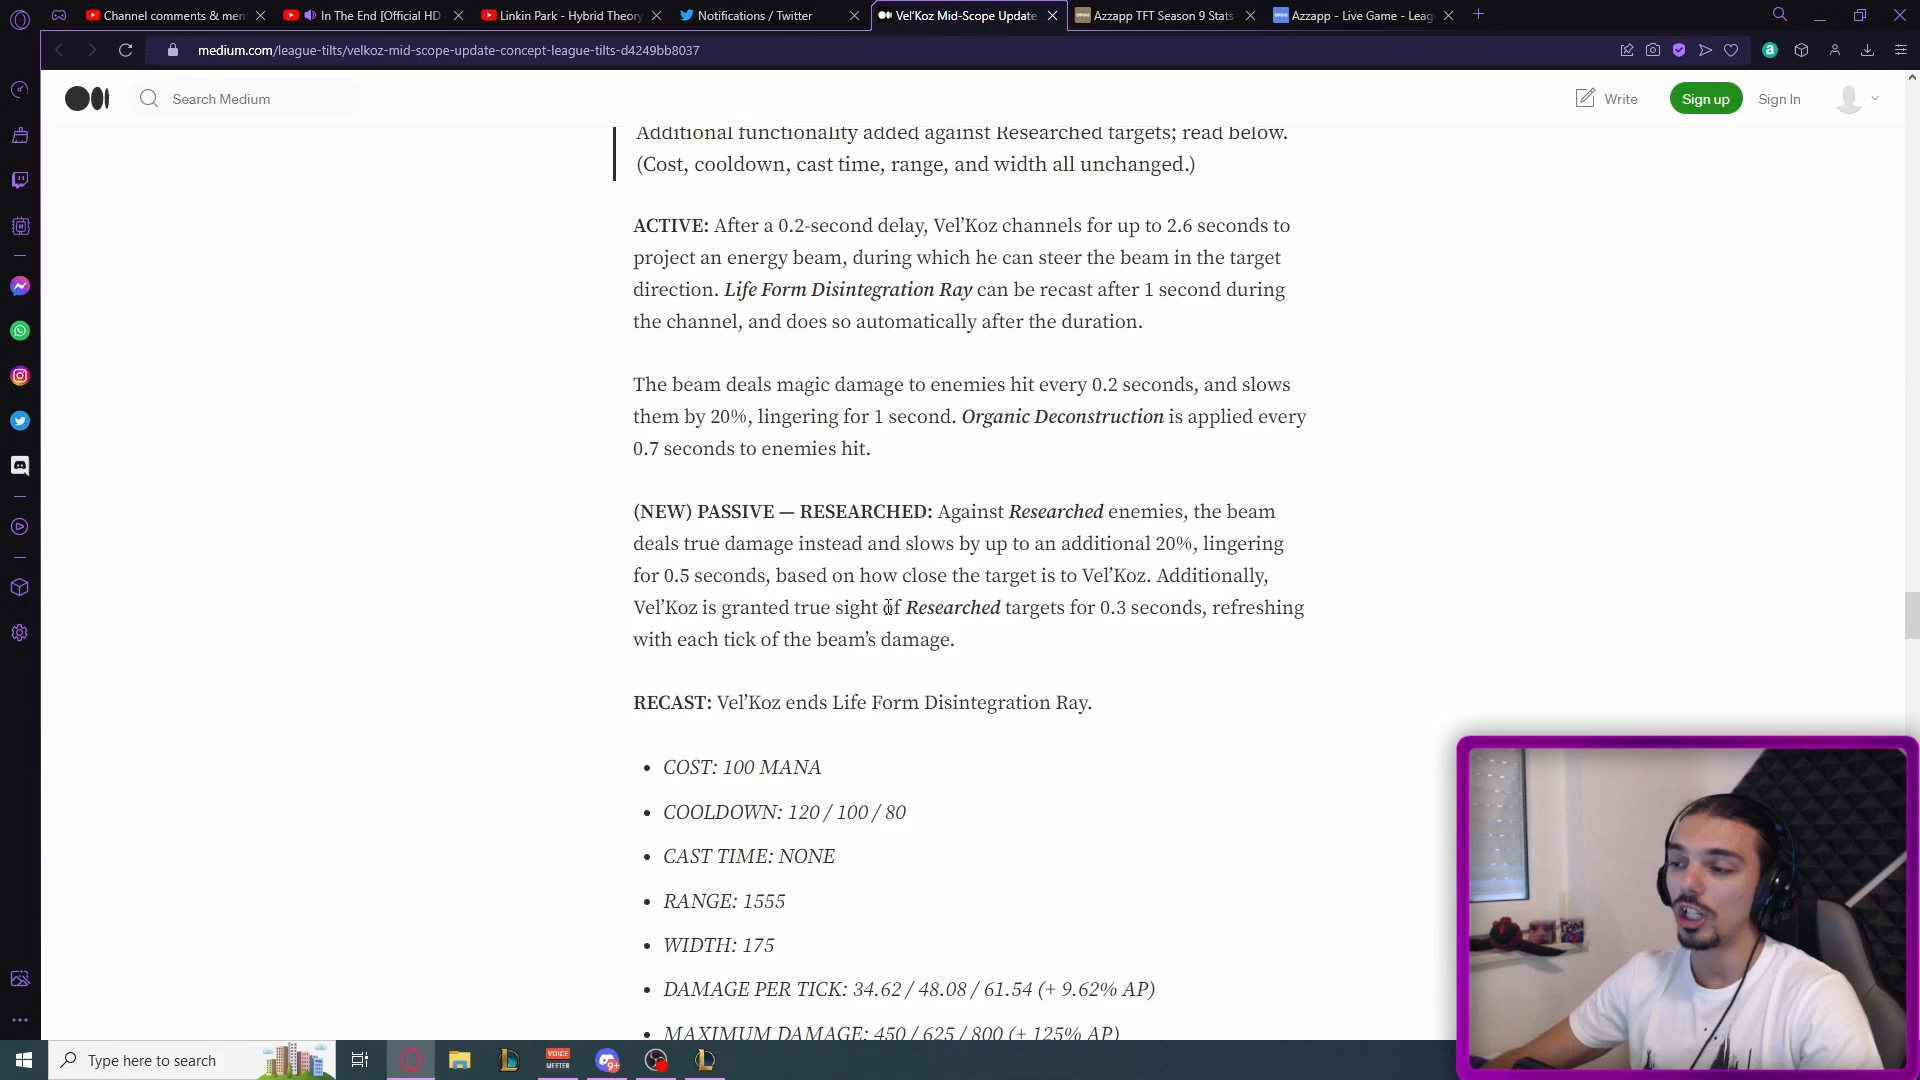 Channel comments & men
In The End [Official HD
Linkin Park - Hybrid Theory
Notifications / Twitter
Vel'Koz Mid-Scope Update
Azzapp TFT Season 9 Stats
Azzapp - Live Game - Leag
medium.com/league-tilts/velkoz-mid-scope-update-concept-league-tilts-d4249bb8037
Search Medium
Write
Sign up
Sign In
Additional functionality added against Researched targets; read below.
(Cost, cooldown, cast time, range, and width all unchanged.)
ACTIVE: After a 0.2-second delay, Vel’Koz channels for up to 2.6 seconds to
project an energy beam, during which he can steer the beam in the target
direction. Life Form Disintegration Ray can be recast after 1 second during
the channel, and does so automatically after the duration.
The beam deals magic damage to enemies hit every 0.2 seconds, and slows
them by 20%, lingering for 1 second. Organic Deconstruction is applied every
0.7 seconds to enemies hit.
(NEW) PASSIVE — RESEARCHED: Against Researched enemies, the beam
deals true damage instead and slows by up to an additional 20%, lingering
for 0.5 seconds, based on how close the target is to Vel’Koz. Additionally,
Vel’Koz is granted true sight of Researched targets for 0.3 seconds, refreshing
with each tick of the beam’s damage.
RECAST: Vel’Koz ends Life Form Disintegration Ray.
• COST: 100 MANA
• COOLDOWN: 120 / 100 / 80
• CAST TIME: NONE
• RANGE: 1555
• WIDTH: 175
• DAMAGE PER TICK: 34.62 / 48.08 / 61.54 (+ 9.62% AP)
• MAXIMUM DAMAGE: 450 / 625 / 800 (+ 125% AP)
Type here to search
VOICE
MEETER
9+